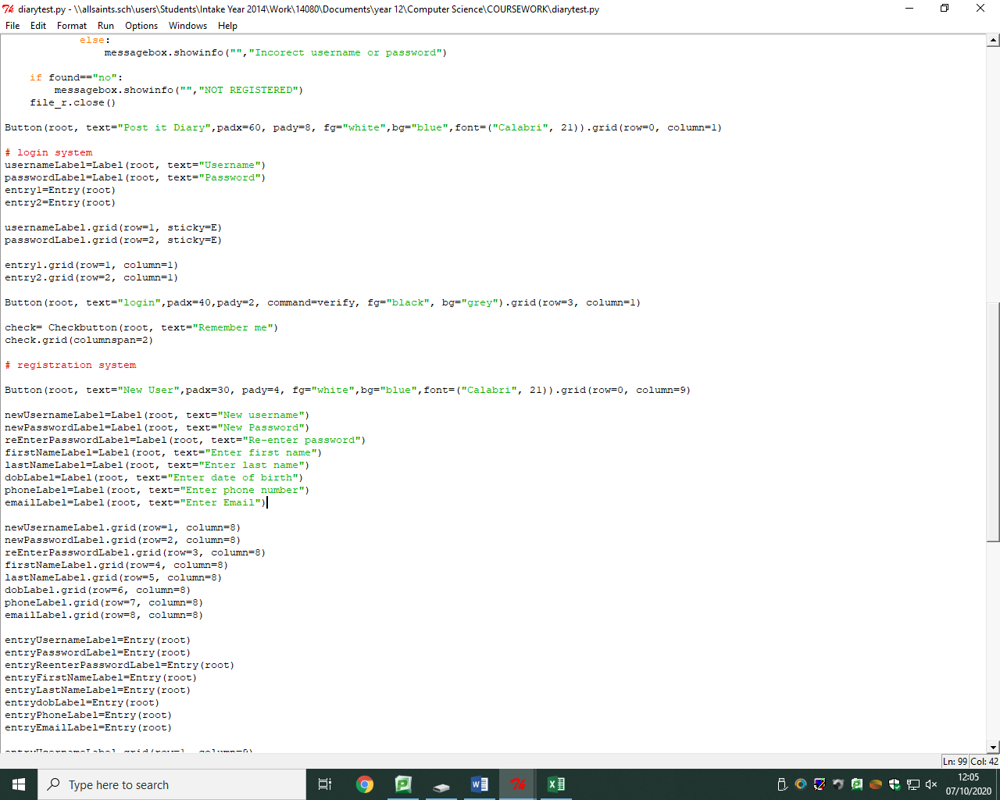 diarytest.py - \\allsaints.sch\users\Students\Intake Year 2014\Work\14080\Documents\year 12\Computer Science\COURSEWORK\diarytest.py
File Edit Format Run Options Windows Help
else:
messagebox.showinfo("","Incorect username or password")
if found=="no":
messagebox.showinfo("","NOT REGISTERED")
file_r.close()
Button(root, text="Post it Diary",padx=60, pady=8, fg="white",bg="blue",font=("Calabri", 21)).grid(row=0, column=1)
# login system
usernameLabel=Label(root, text="Username")
passwordLabel=Label(root, text="Password")
entry1=Entry(root)
entry2=Entry(root)
usernameLabel.grid(row=1, sticky=E)
passwordLabel.grid(row=2, sticky=E)
entry1.grid(row=1, column=1)
entry2.grid(row=2, column=1)
Button(root, text="login",padx=40,pady=2, command=verify, fg="black", bg="grey").grid(row=3, column=1)
check= Checkbutton(root, text="Remember me")
check.grid(columnspan=2)
# registration system
Button(root, text="New User",padx=30, pady=4, fg="white",bg="blue",font=("Calabri", 21)).grid(row=0, column=9)
newUsernameLabel=Label(root, text="New username")
newPasswordLabel=Label(root, text="New Password")
reEnterPasswordLabel=Label(root, text="Re-enter password")
firstNameLabel=Label(root, text="Enter first name")
lastNameLabel=Label(root, text="Enter last name")
dobLabel=Label(root, text="Enter date of birth")
phoneLabel=Label(root, text="Enter phone number")
emailLabel=Label(root, text="Enter Email")
newUsernameLabel.grid(row=1, column=8)
newPasswordLabel.grid(row=2, column=8)
reEnterPasswordLabel.grid(row=3, column=8)
firstNameLabel.grid(row=4, column=8)
lastNameLabel.grid(row=5, column=8)
dobLabel.grid(row=6, column=8)
phoneLabel.grid(row=7, column=8)
emailLabel.grid(row=8, column=8)
entryUsernameLabel=Entry(root)
entryPasswordLabel=Entry(root)
entryReenterPasswordLabel=Entry(root)
entryFirstNameLabel=Entry(root)
entryLastNameLabel=Entry(root)
entrydobLabel=Entry(root)
entryPhoneLabel=Entry(root)
entryEmailLabel=Entry(root)
entryUsernameLabel.grid(row=1, column=9)
Ln: 99 Col: 42
Type here to search
12:05
07/10/2020